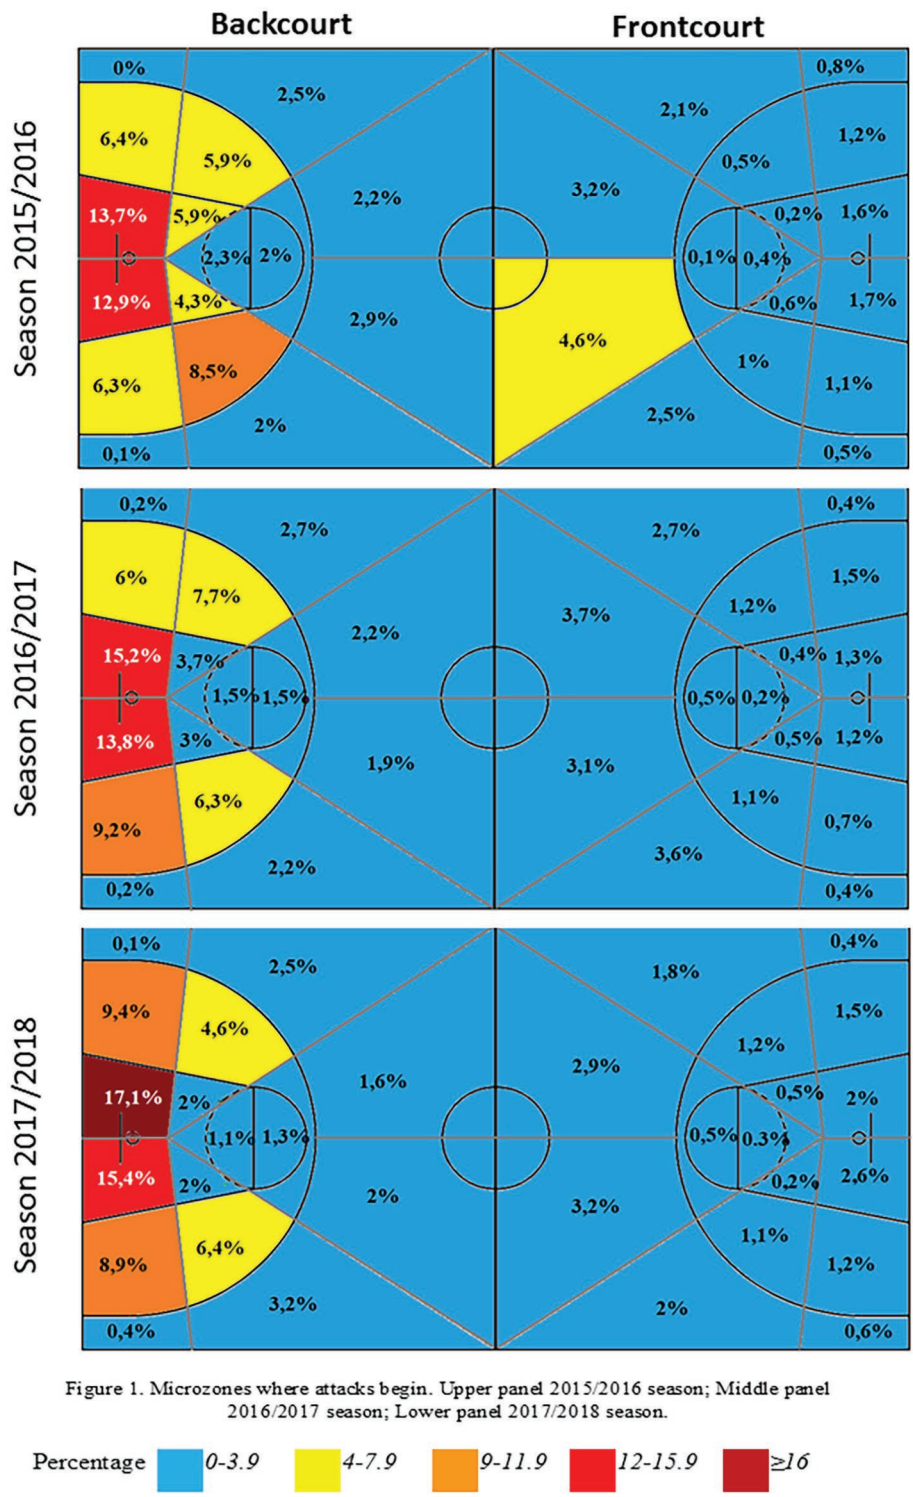 Backcourt Frontcourt
Season 2015/2016
0% 0,8%
2,5% 2,1%
6,4% 5,9% 0,5% 1,2%
2,2% 3,2%
13,7% 5,9% 0,2% 1,6%
2,3% 2% 0,1% 0,4%
12,9% 4,3% 0,6% 1,7%
2,9% 4,6%
6,3% 8,5% 1% 1,1%
2% 2,5%
0,1% 0,5%
Season 2016/2017
0,2% 0,4%
2,7% 2,7%
6% 7,7% 1,2% 1,5%
2,2% 3,7%
15,2% 3,7% 0,4% 1,3%
1,5% 1,5% 0,5% 0,2%
13,8% 3% 0,5% 1,2%
1,9% 3,1%
9,2% 6,3% 1,1% 0,7%
2,2% 3,6%
0,2% 0,4%
Season 2017/2018
0,1% 0,4%
2,5% 1,8%
9,4% 4,6% 1,2% 1,5%
1,6% 2,9%
17,1% 2% 0,5% 2%
1,1% 1,3% 0,5% 0.3%
15,4% 2% 0,2% 2,6%
2% 3,2%
8,9% 6,4% 1,1% 1,2%
3,2% 2%
0,4% 0,6%
Figure 1. Microzones where attacks begin. Upper panel 2015/2016 season; Middle panel
2016/2017 season; Lower panel 2017/2018 season.
Percentage 0-3.9 4-7.9 9-11.9 12-15.9 ≥16